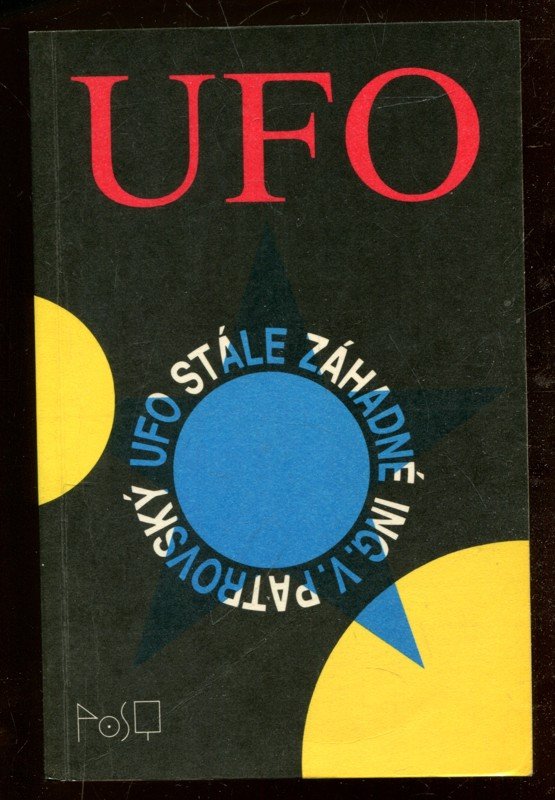 UFO
UFO STÁLE ZÁHADNÉ ING. V. PATROVSKÝ
POSQ